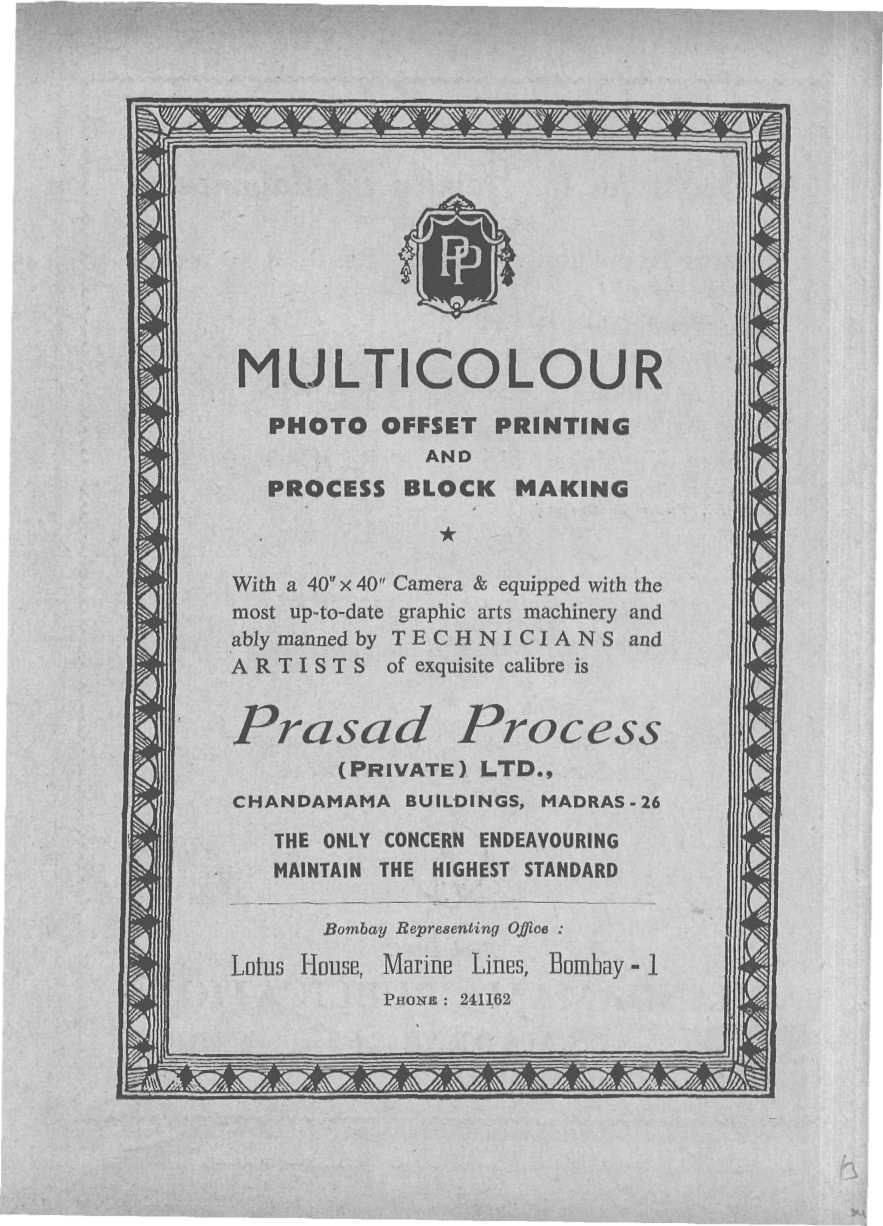 PP
MULTICOLOUR
PHOTO OFFSET PRINTING
AND
PROCESS BLOCK MAKING
★
With a 40″×40″ Camera & equipped with the
most up-to-date graphic arts machinery and
ably manned by TECHNICIANS and
ARTISTS of exquisite calibre is
Prasad Process
(PRIVATE) LTD.,
CHANDAMAMA BUILDINGS, MADRAS-26
THE ONLY CONCERN ENDEAVOURING
MAINTAIN THE HIGHEST STANDARD
Bombay Representing Office :
Lotus House, Marine Lines, Bombay - 1
PHONE : 241162